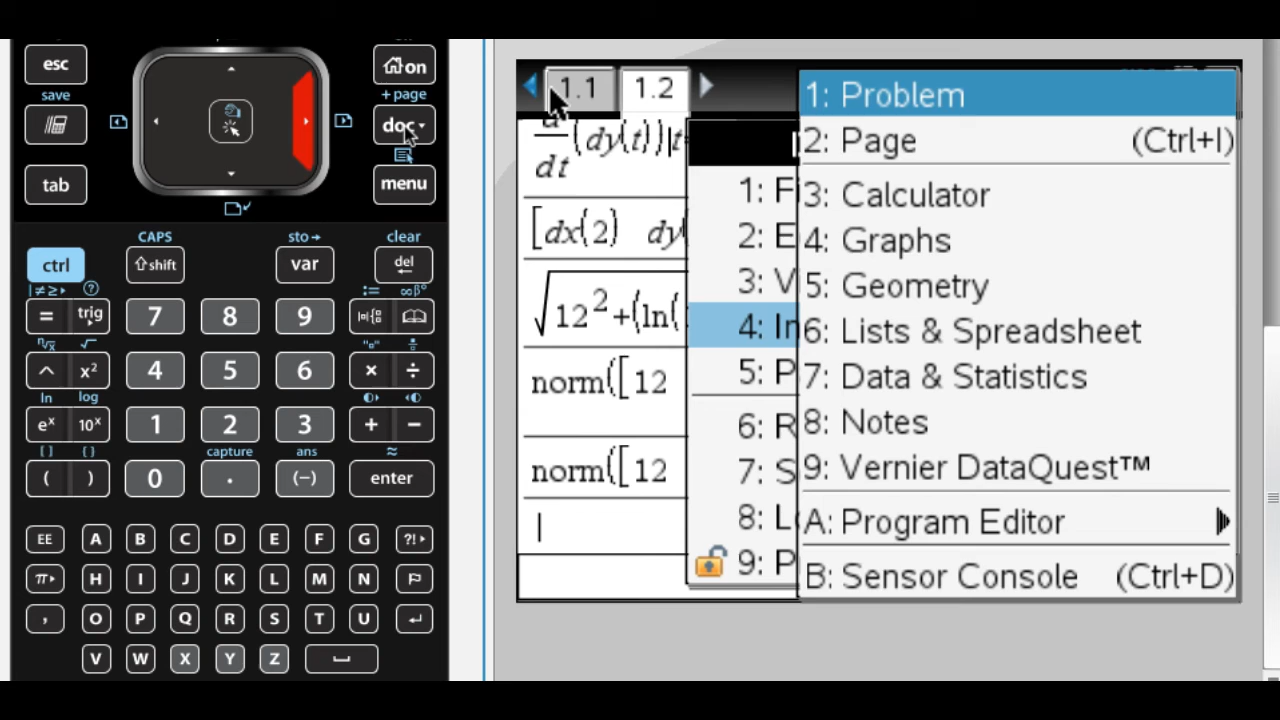 esc
on
save
+ page
doc
tab
menu
CAPS
sto→
clear
ctrl
⇧shift
var
del
|≠≥▸
:=
∞β°
=
trig
7
8
9
|▫|{▫
ⁿ√x
√
"▫"
^
x²
4
5
6
×
÷
ln
log
eˣ
10ˣ
1
2
3
+
−
[ ]
{ }
capture
ans
≈
(
)
0
.
(−)
enter
EE
A
B
C
D
E
F
G
?!▸
π▸
H
I
J
K
L
M
N
,
O
P
Q
R
S
T
U
V
W
X
Y
Z
1.1
1.2
d/dt (dy(t))|t
[dx(2) dy(
√12²+(ln(
norm([12
norm([12
1: Fi
2: E
3: V
4: In
5: P
6: R
7: S
8: L
9: P
1: Problem
2: Page (Ctrl+I)
3: Calculator
4: Graphs
5: Geometry
6: Lists & Spreadsheet
7: Data & Statistics
8: Notes
9: Vernier DataQuest™
A: Program Editor
B: Sensor Console (Ctrl+D)